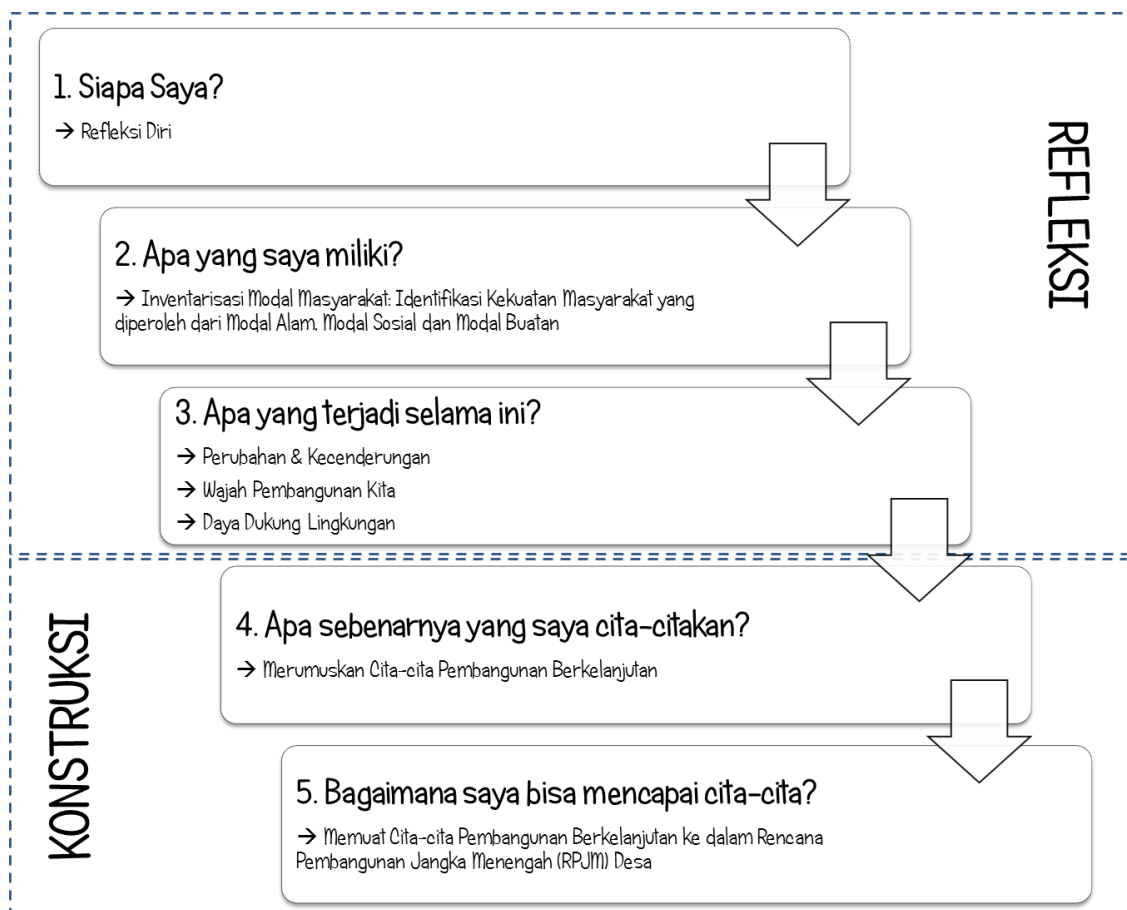 1. Siapa Saya?
→ Refleksi Diri
REFLEKSI
2. Apa yang saya miliki?
→ Inventarisasi Modal Masyarakat: Identifikasi Kekuatan Masyarakat yang
diperoleh dari Modal Alam, Modal Sosial dan Modal Buatan
3. Apa yang terjadi selama ini?
→ Perubahan & Kecenderungan
→ Wajah Pembangunan Kita
→ Daya Dukung Lingkungan
KONSTRUKSI
4. Apa sebenarnya yang saya cita-citakan?
→ Merumuskan Cita-cita Pembangunan Berkelanjutan
5. Bagaimana saya bisa mencapai cita-cita?
→ Memuat Cita-cita Pembangunan Berkelanjutan ke dalam Rencana
Pembangunan Jangka Menengah (RPJM) Desa